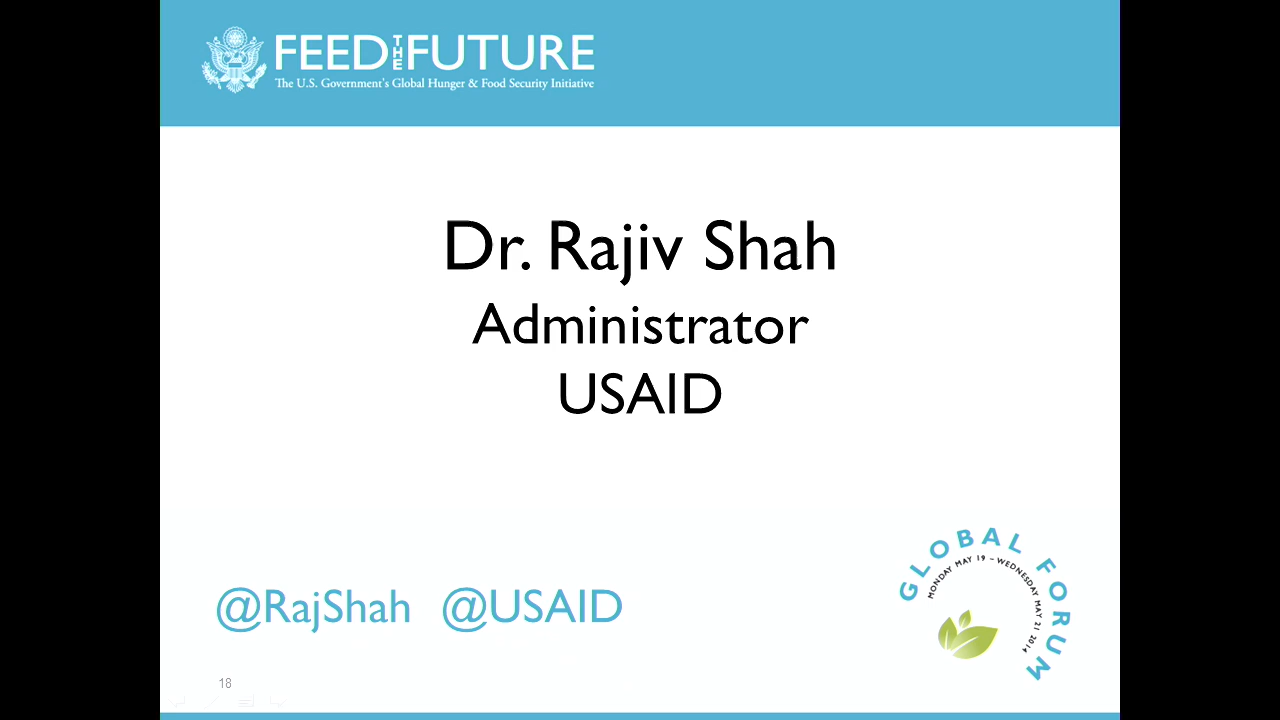 FEED THE FUTURE
The U.S. Government's Global Hunger & Food Security Initiative
Dr. Rajiv Shah
Administrator
USAID
GLOBAL FORUM
MONDAY MAY 19 – WEDNESDAY MAY 21 2014
@RajShah @USAID
18